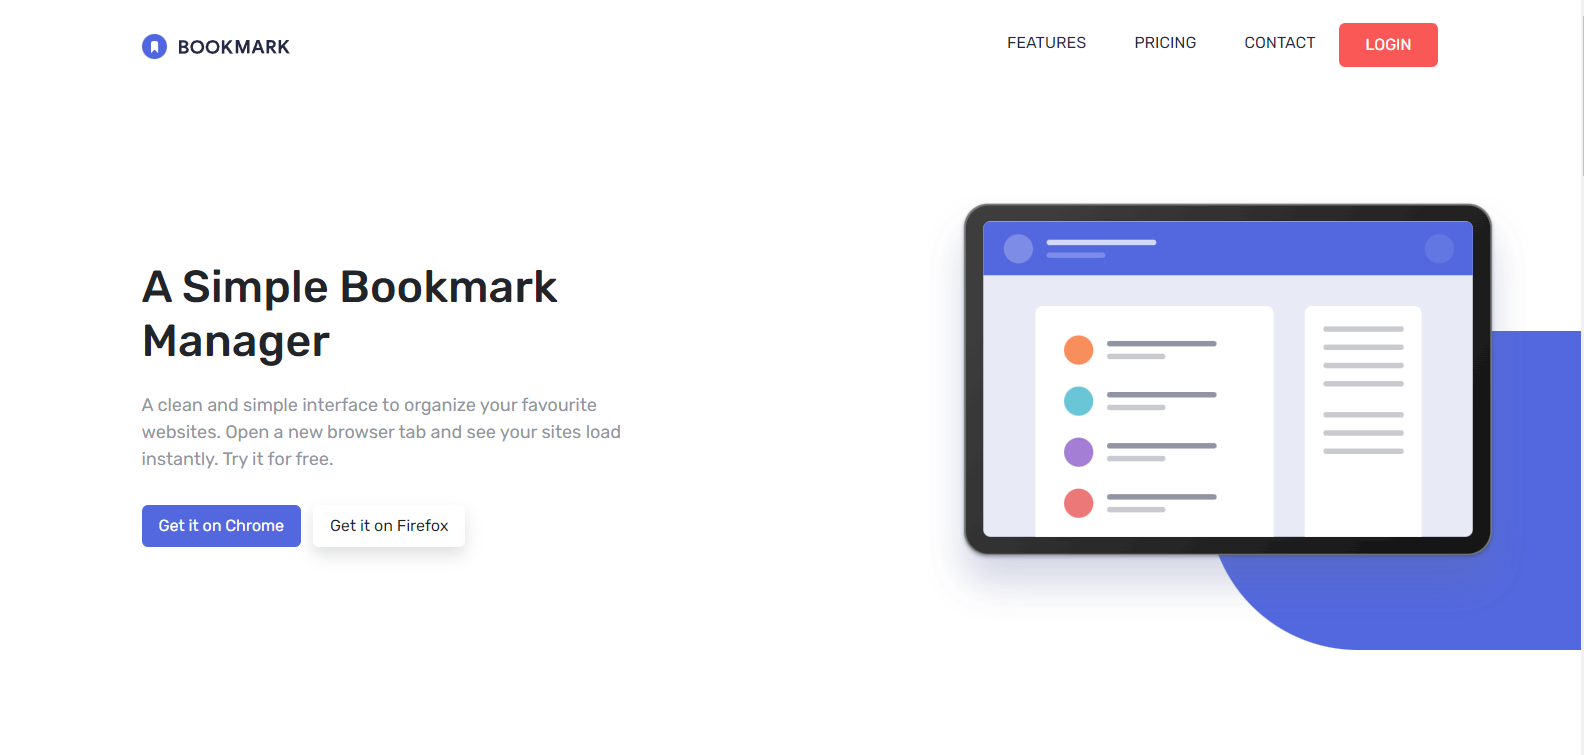 BOOKMARK
FEATURES PRICING CONTACT LOGIN
A Simple Bookmark
Manager
A clean and simple interface to organize your favourite
websites. Open a new browser tab and see your sites load
instantly. Try it for free.
Get it on Chrome Get it on Firefox